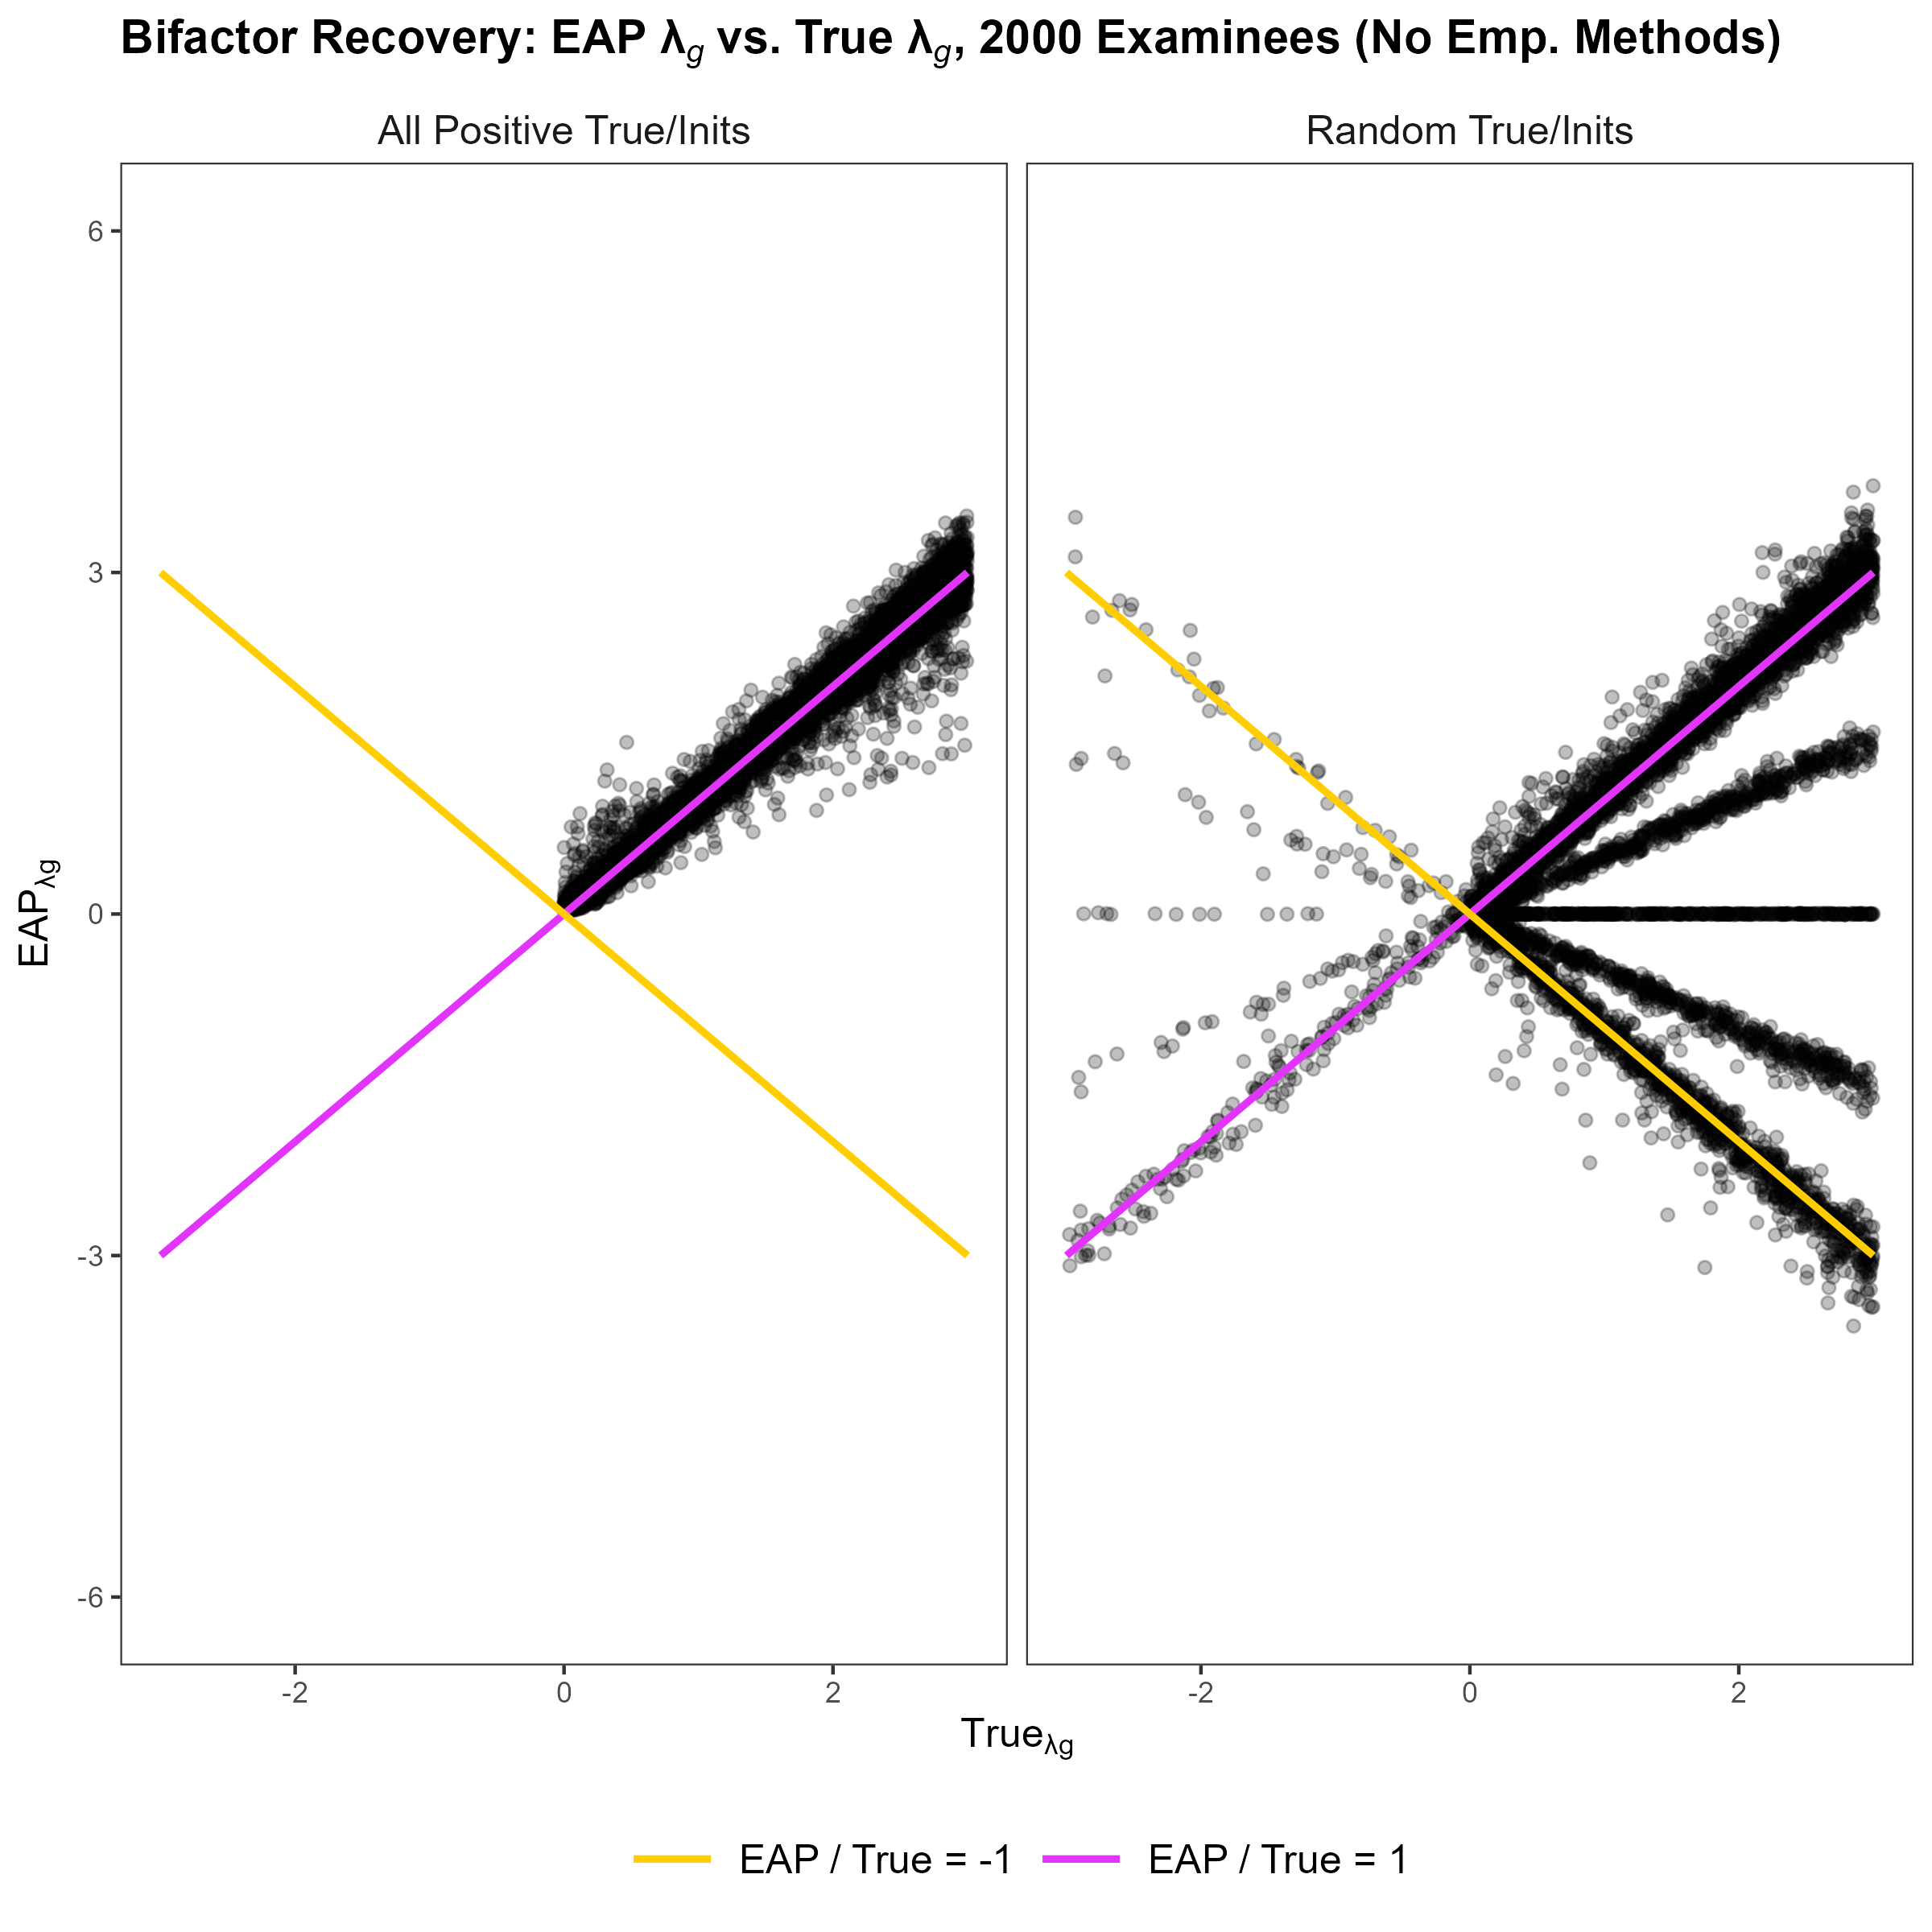 Bifactor Recovery: EAP λg vs. True λg, 2000 Examinees (No Emp. Methods)
All Positive True/Inits
Random True/Inits
6
3
0
-3
-6
EAPλg
-2 0 2
-2 0 2
Trueλg
EAP / True = -1
EAP / True = 1